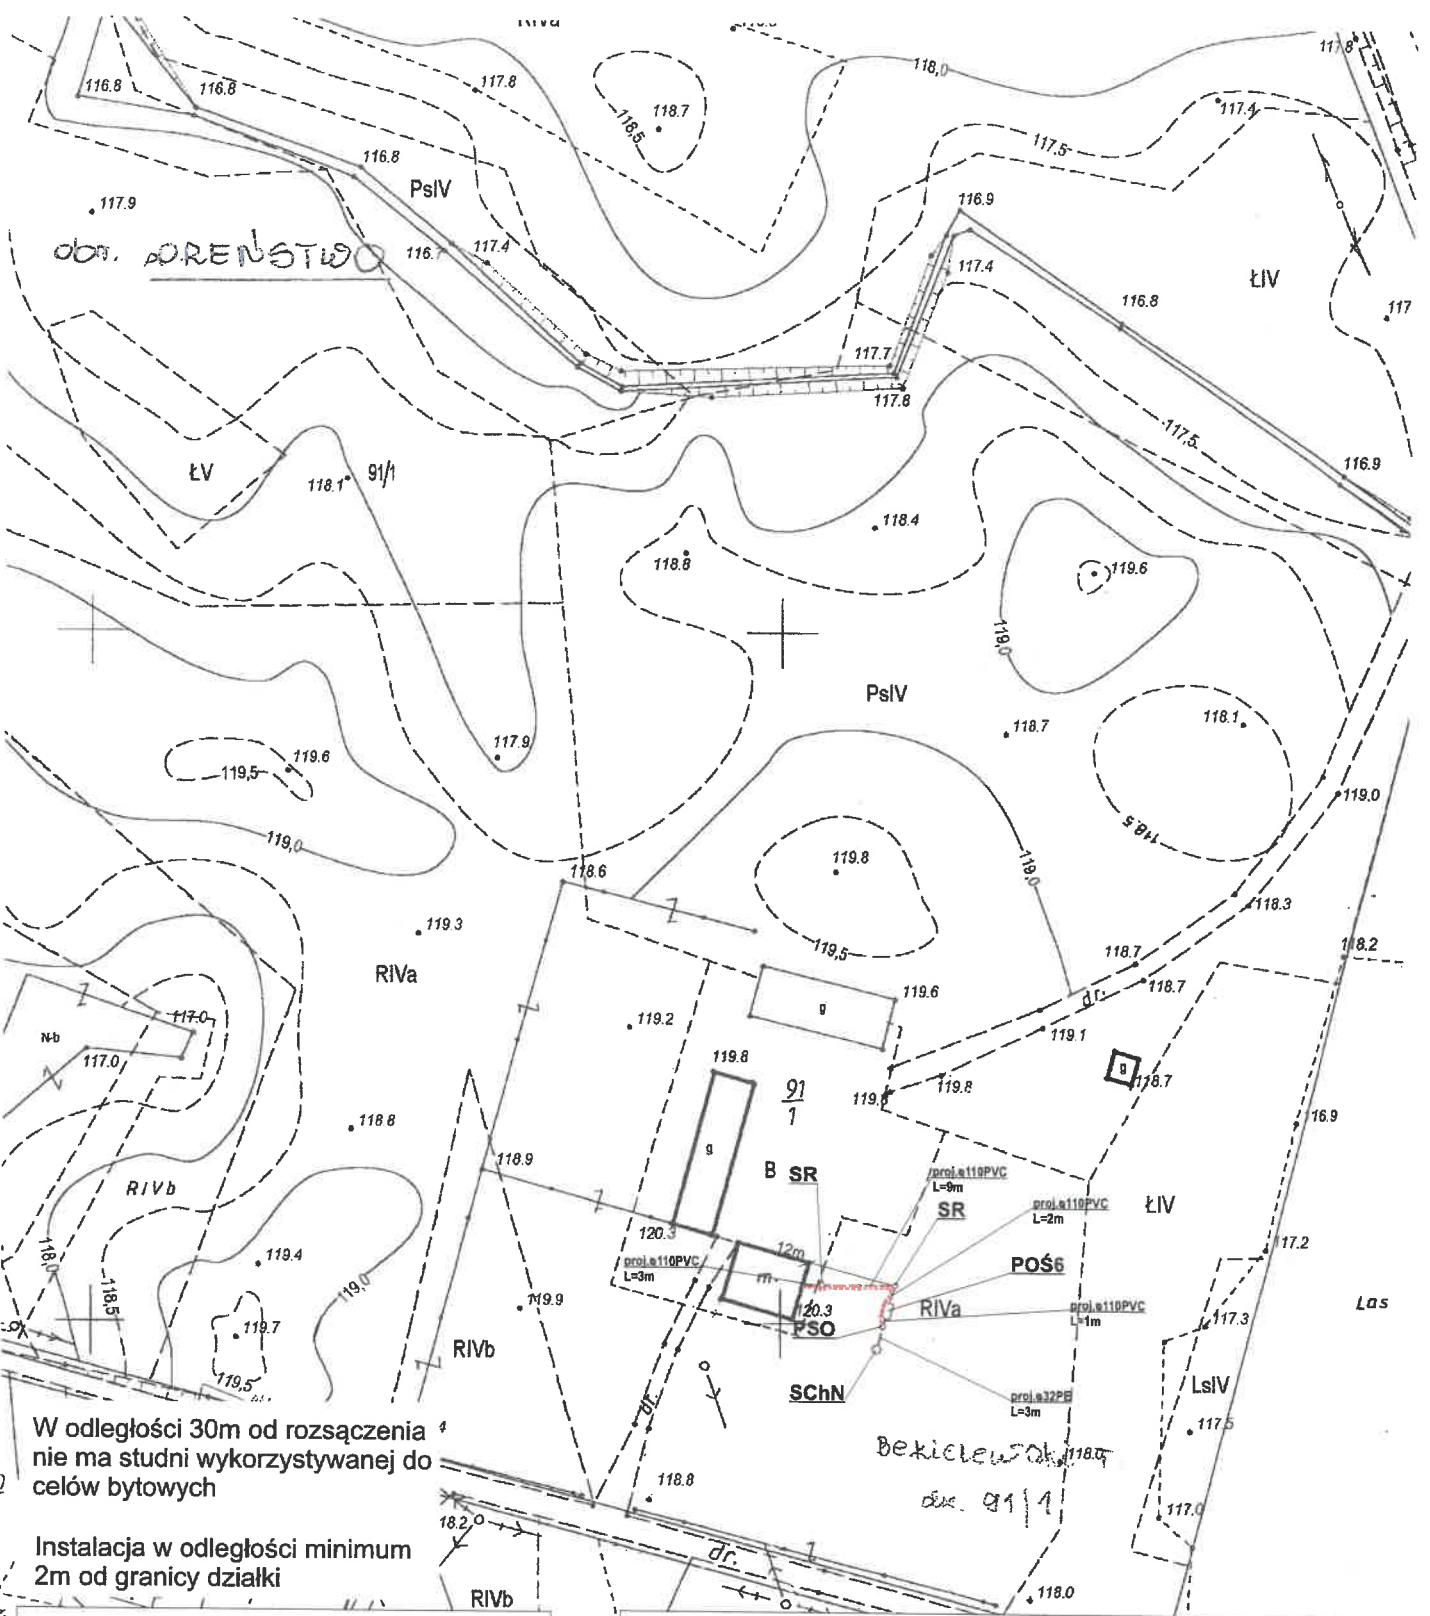 118,0
117.8
116.8
116.8
117.8
118.7
118,5
117.4
117,5
116.8
PsIV
117.9
116.9
obr.
117.4
116.7
117.4
ŁIV
116.8
117
117.7
117.8
117,5
116.9
ŁV
118.1
91/1
118.4
118.8
119.6
119,0
PsIV
118.7
118.1
117.9
119.6
119,5
119.0
118,5
119,0
119.8
119,0
118.6
118.3
119.3
119,5
118.7
118.2
RIVa
119.6
118.7
dr.
g
117.0
119.2
119.1
N-b
117.0
119.8
g
118.7
91
1
119.8
118.8
16.9
g
118.9
B SR
proj.ø110PVC
L=9m
RIVb
SR
proj.ø110PVC
L=2m
ŁIV
120.3
12m
117.2
118,0
119.4
proj.ø110PVC
L=3m
m.
POŚ6
118,5
119,0
119.9
120.3
RIVa
proj.ø110PVC
L=1m
Las
119.7
PSO
117.3
RIVb
119,5
SChN
proj.ø32PE
L=3m
LsIV
dr.
117.5
W odległości 30m od rozsączenia
nie ma studni wykorzystywanej do
celów bytowych
118.8
dz. 91/1
117.0
18.2
Instalacja w odległości minimum
2m od granicy działki
dr.
RIVb
118.0